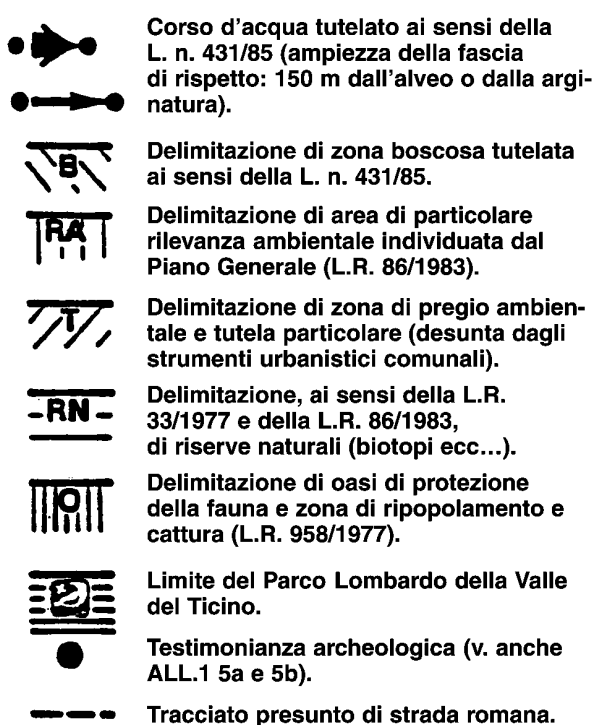 Corso d'acqua tutelato ai sensi della
L. n. 431/85 (ampiezza della fascia
di rispetto: 150 m dall'alveo o dalla argi-
natura).
B
Delimitazione di zona boscosa tutelata
ai sensi della L. n. 431/85.
RA
Delimitazione di area di particolare
rilevanza ambientale individuata dal
Piano Generale (L.R. 86/1983).
T
Delimitazione di zona di pregio ambien-
tale e tutela particolare (desunta dagli
strumenti urbanistici comunali).
RN
Delimitazione, ai sensi della L.R.
33/1977 e della L.R. 86/1983,
di riserve naturali (biotopi ecc...).
O
Delimitazione di oasi di protezione
della fauna e zona di ripopolamento e
cattura (L.R. 958/1977).
Limite del Parco Lombardo della Valle
del Ticino.
Testimonianza archeologica (v. anche
ALL.1 5a e 5b).
Tracciato presunto di strada romana.